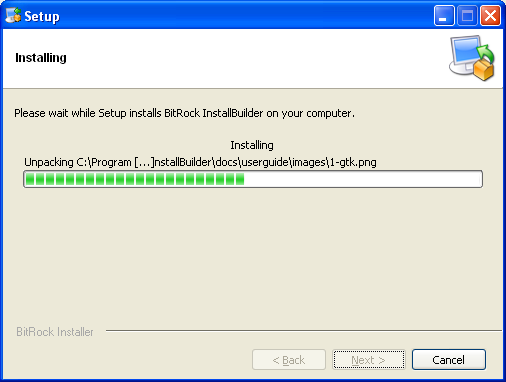 Setup
Installing
Please wait while Setup installs BitRock InstallBuilder on your computer.
Installing
Unpacking C:\Program [...]nstallBuilder\docs\userguide\images\1-gtk.png
BitRock Installer
< Back
Next >
Cancel